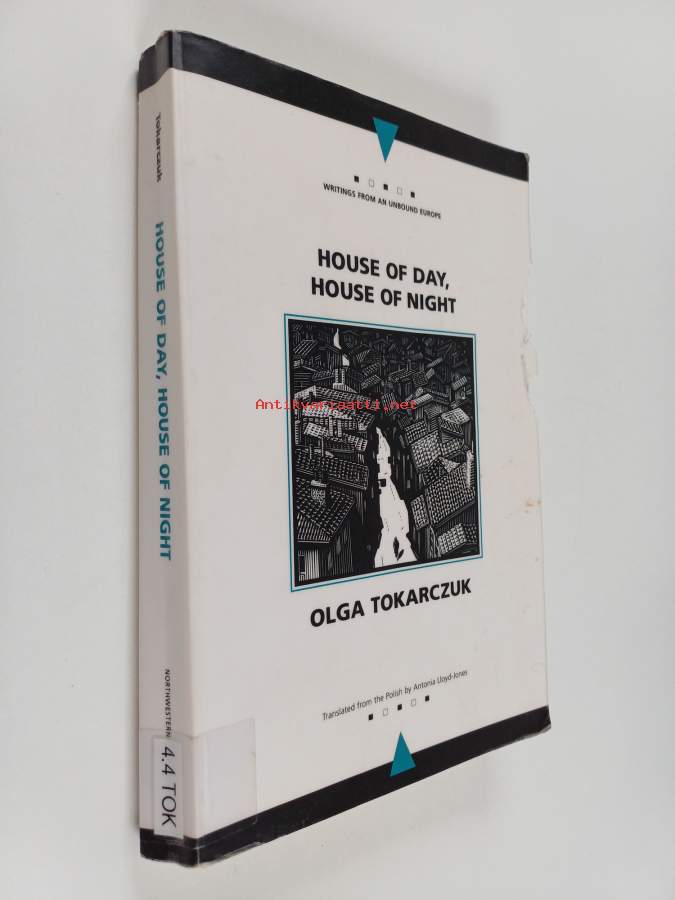 Tokarczuk
HOUSE OF DAY, HOUSE OF NIGHT
NORTHWESTERN
4.4 TOK
WRITINGS FROM AN UNBOUND EUROPE
HOUSE OF DAY,
HOUSE OF NIGHT
Antikvariaatti.net
OLGA TOKARCZUK
Translated from the Polish by Antonia Lloyd-Jones